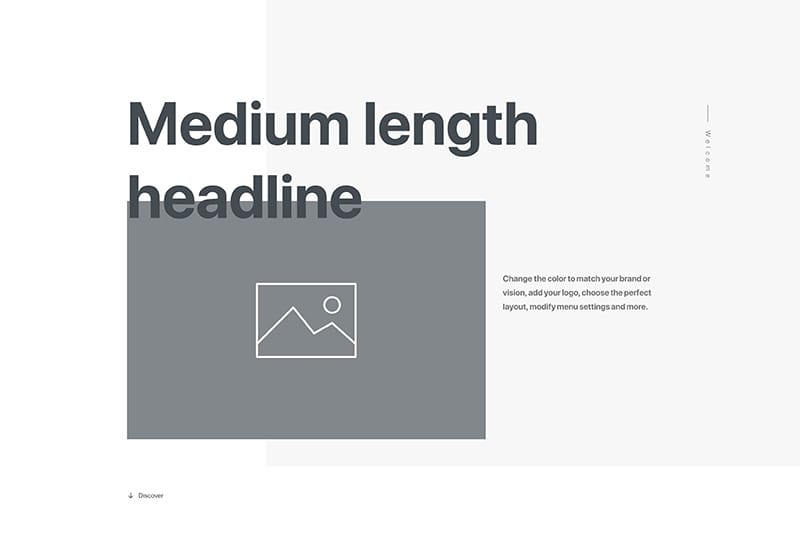 Medium length
headline
Welcome
Change the color to match your brand or
vision, add your logo, choose the perfect
layout, modify menu settings and more.
Discover